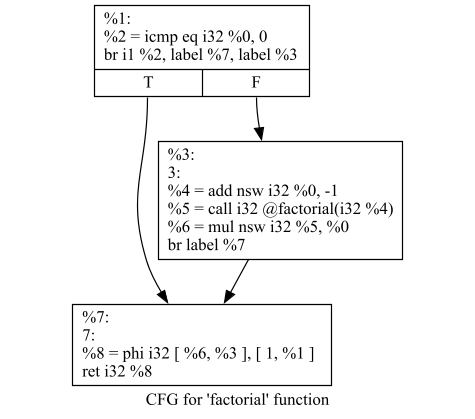 %1:
%2 = icmp eq i32 %0, 0
br i1 %2, label %7, label %3
T F
%3:
3:
%4 = add nsw i32 %0, -1
%5 = call i32 @factorial(i32 %4)
%6 = mul nsw i32 %5, %0
br label %7
%7:
7:
%8 = phi i32 [ %6, %3 ], [ 1, %1 ]
ret i32 %8
CFG for 'factorial' function